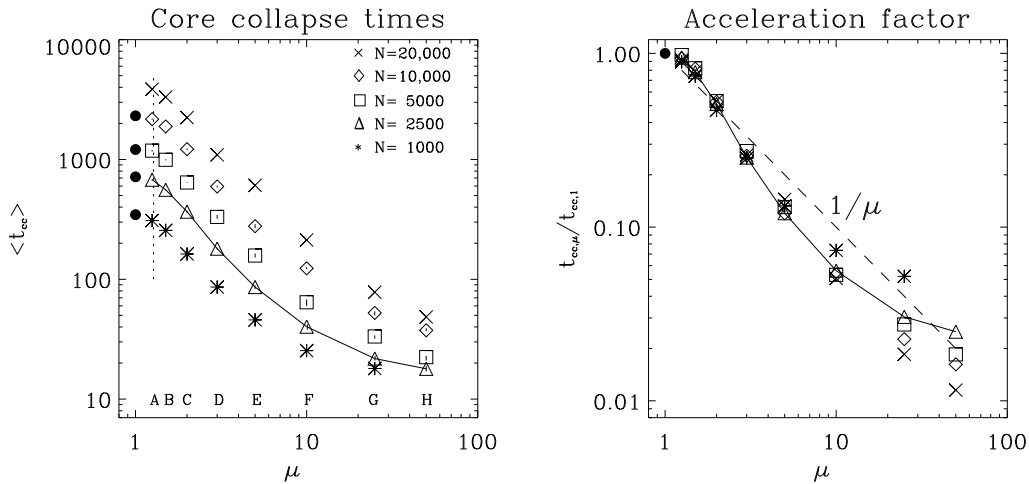 Core collapse times
10000
1000
100
10
<t_cc>
× N=20,000
◇ N=10,000
□ N= 5000
△ N= 2500
* N= 1000
A B C D E F G H
1 10 100
μ
Acceleration factor
1.00
0.10
0.01
t_cc,μ/t_cc,1
1/μ
1 10 100
μ